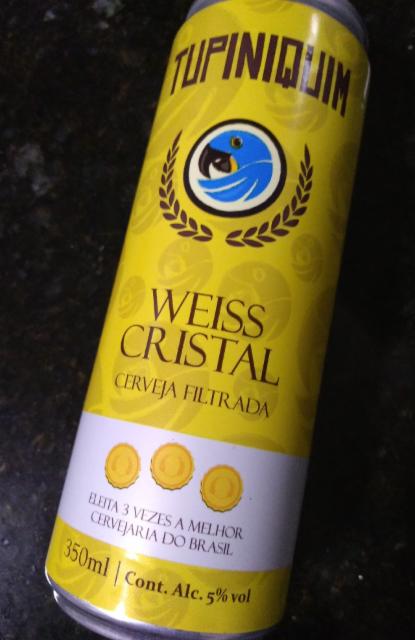 TUPINIQUIM
WEISS
CRISTAL
CERVEJA FILTRADA
ELEITA 3 VEZES A MELHOR
CERVEJARIA DO BRASIL
350ml | Cont. Alc. 5% vol